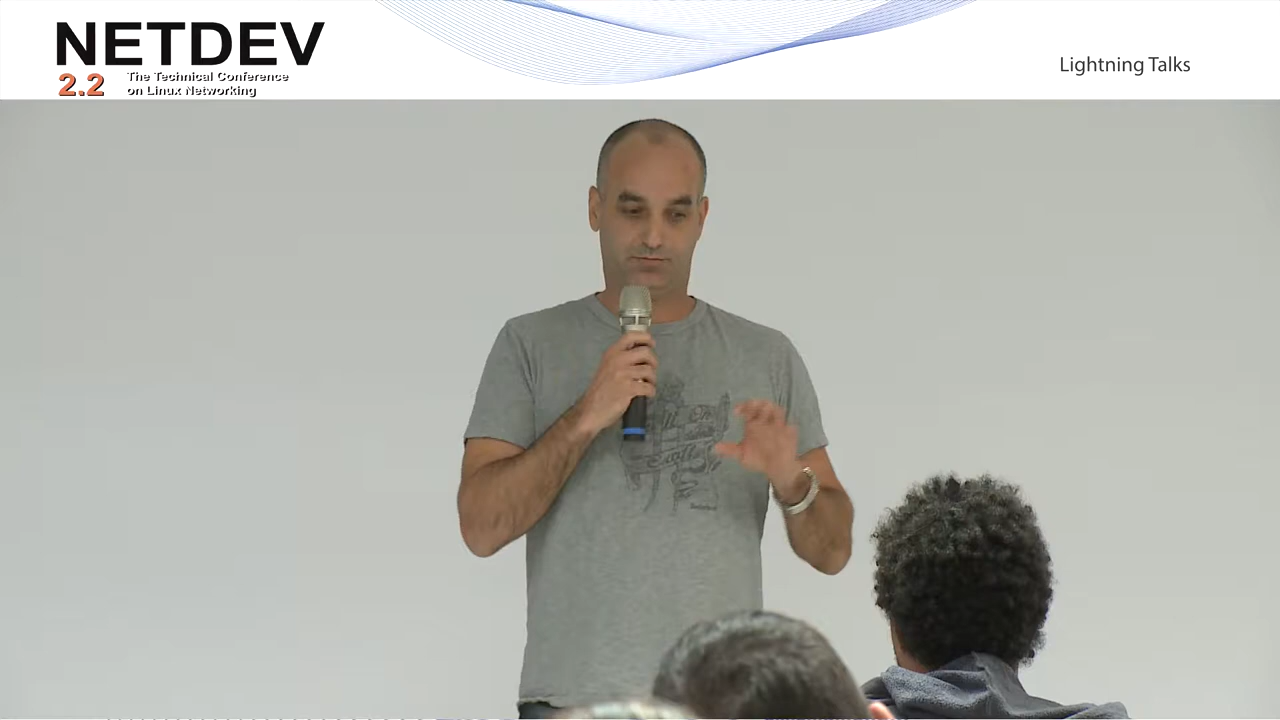 NETDEV
2.2
The Technical Conference
on Linux Networking
Lightning Talks